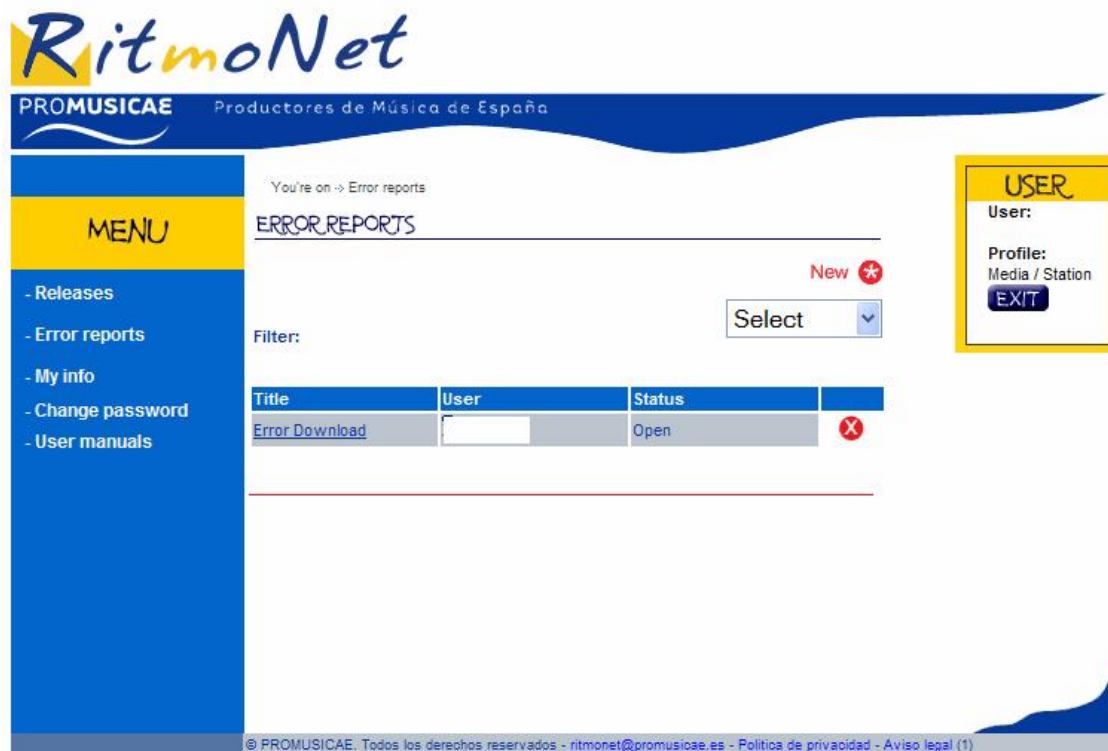 RitmoNet
PROMUSICAE Productores de Música de España
MENU
- Releases
- Error reports
- My info
- Change password
- User manuals
You're on -> Error reports
ERROR REPORTS
New
Filter:
Select
Title User Status
Error Download Open
USER
User:
Profile:
Media / Station
EXIT
© PROMUSICAE. Todos los derechos reservados - ritmonet@promusicae.es - Politica de privacidad - Aviso legal (1)